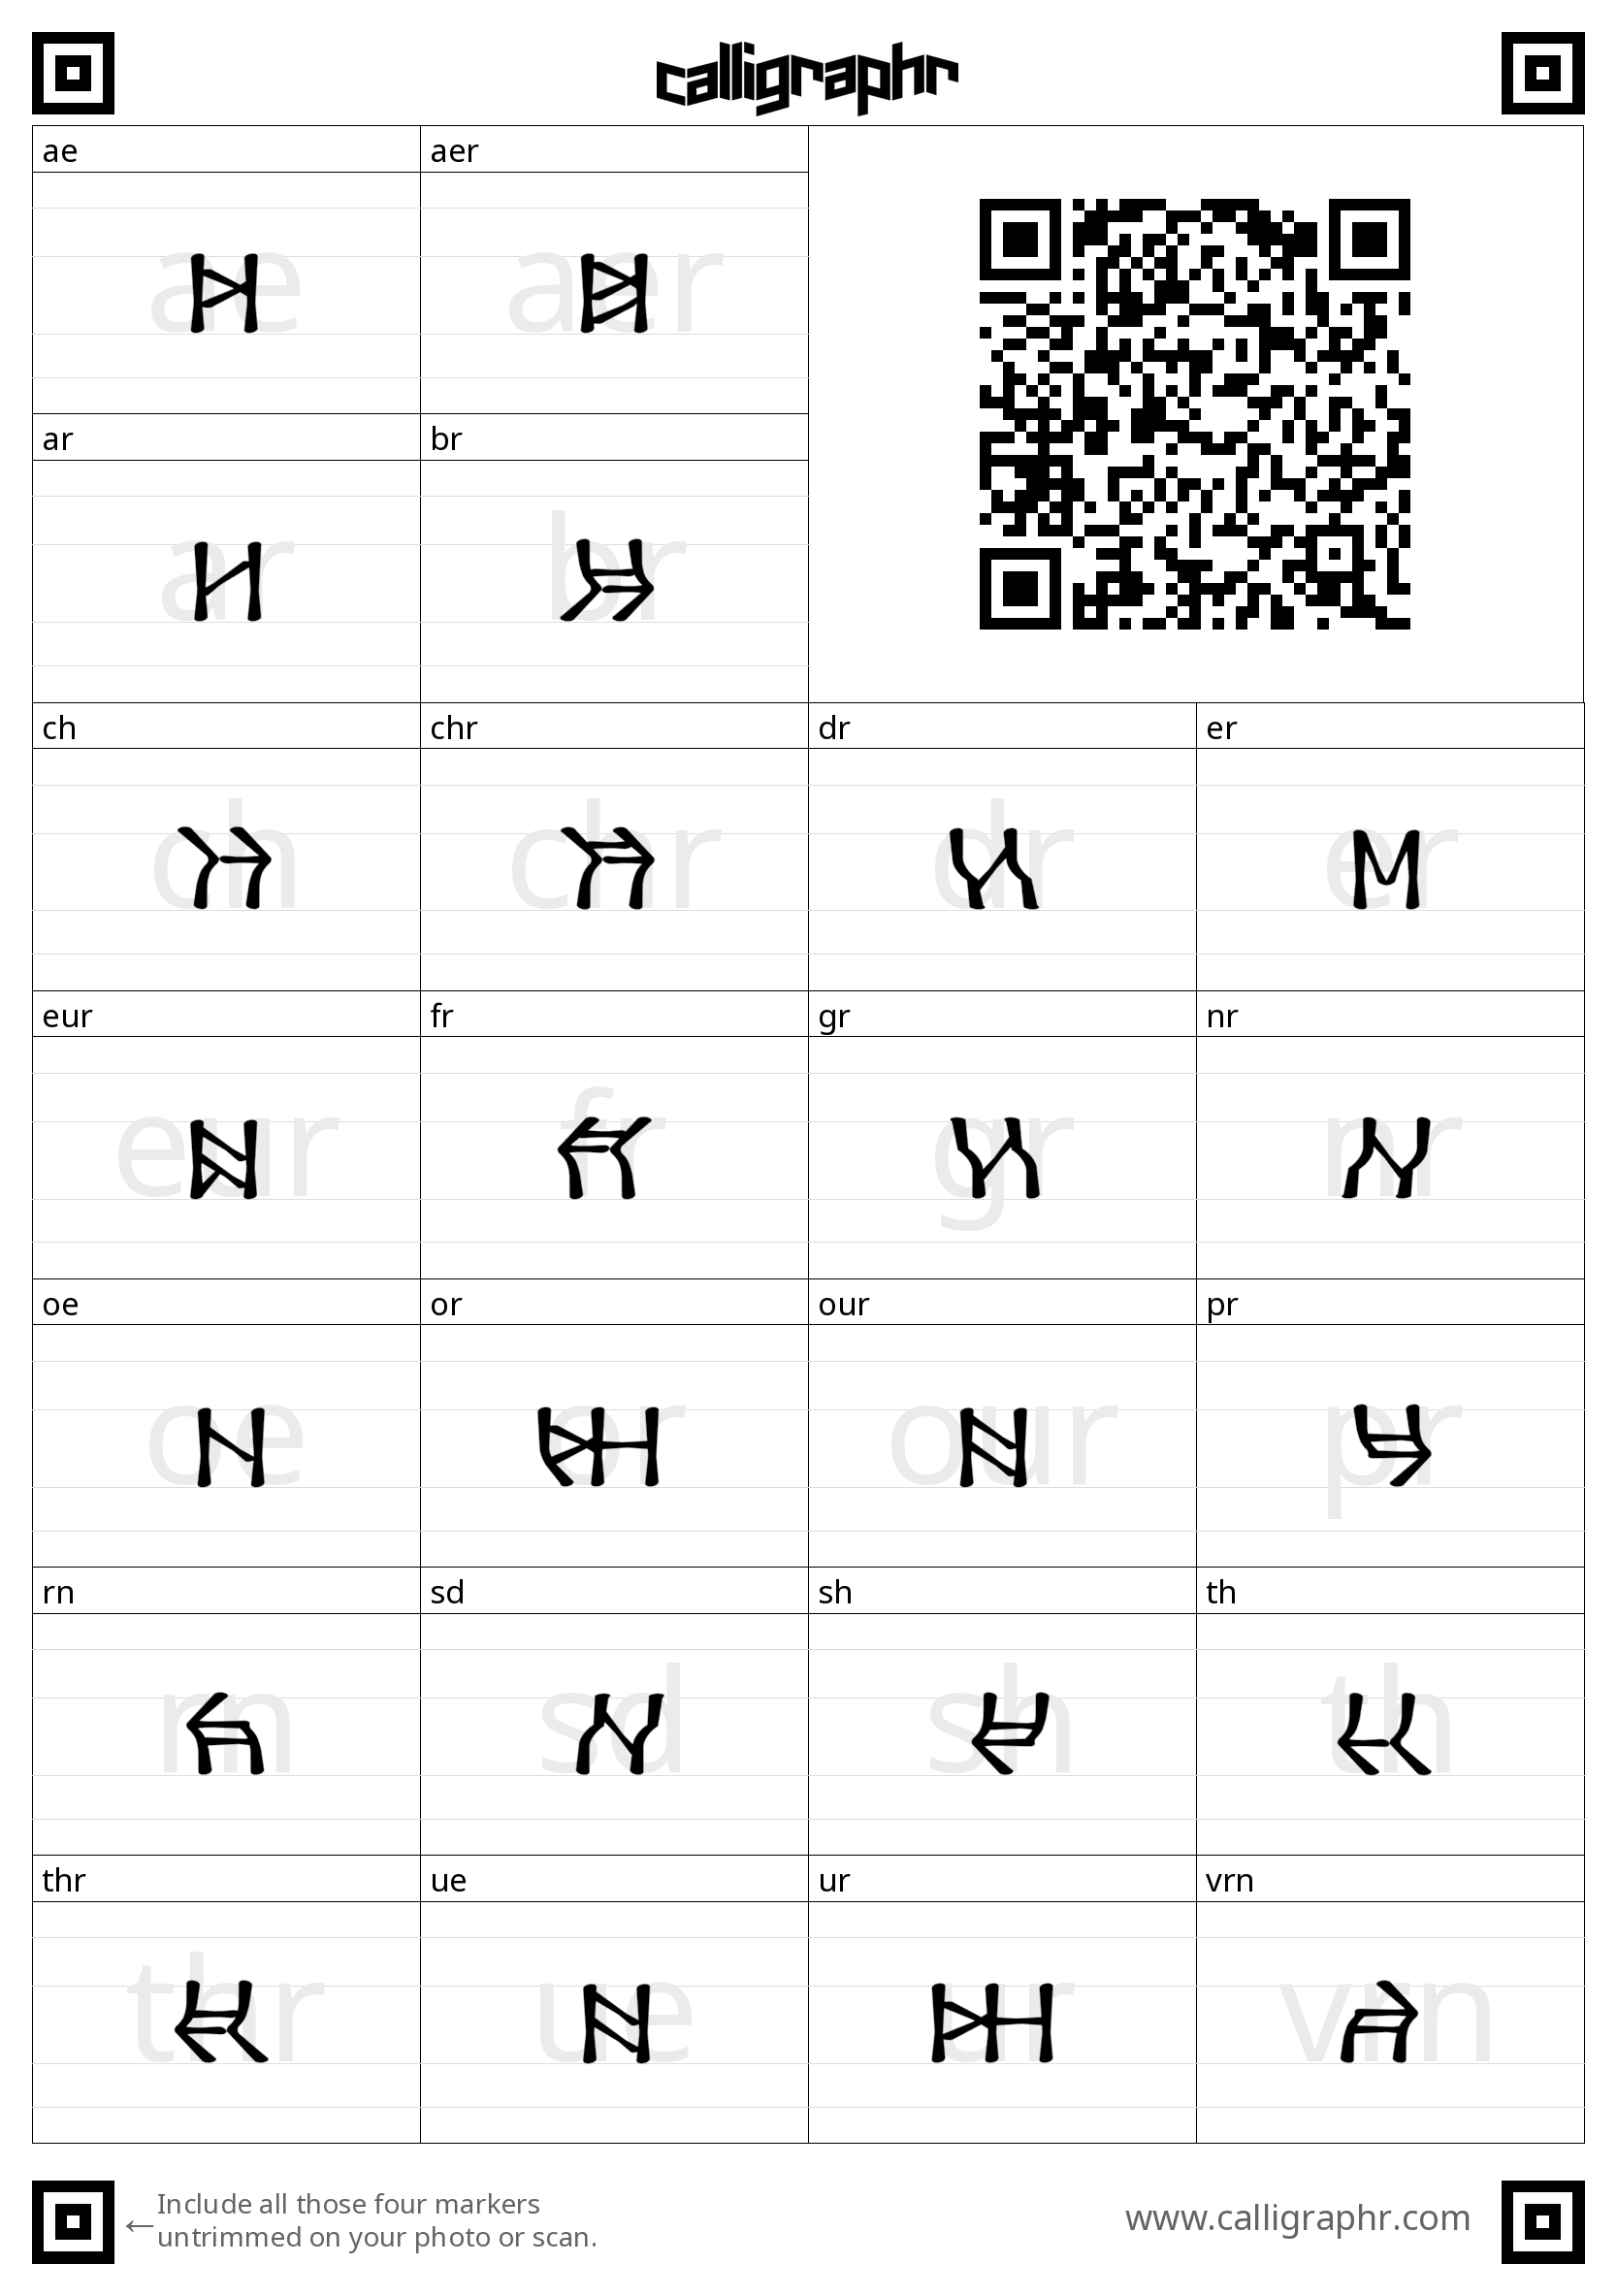 calligraphr
ae aer
ar br
ch chr dr er
eur fr gr nr
oe or our pr
rn sd sh th
thr ue ur vrn
←Include all those four markers
untrimmed on your photo or scan.
www.calligraphr.com